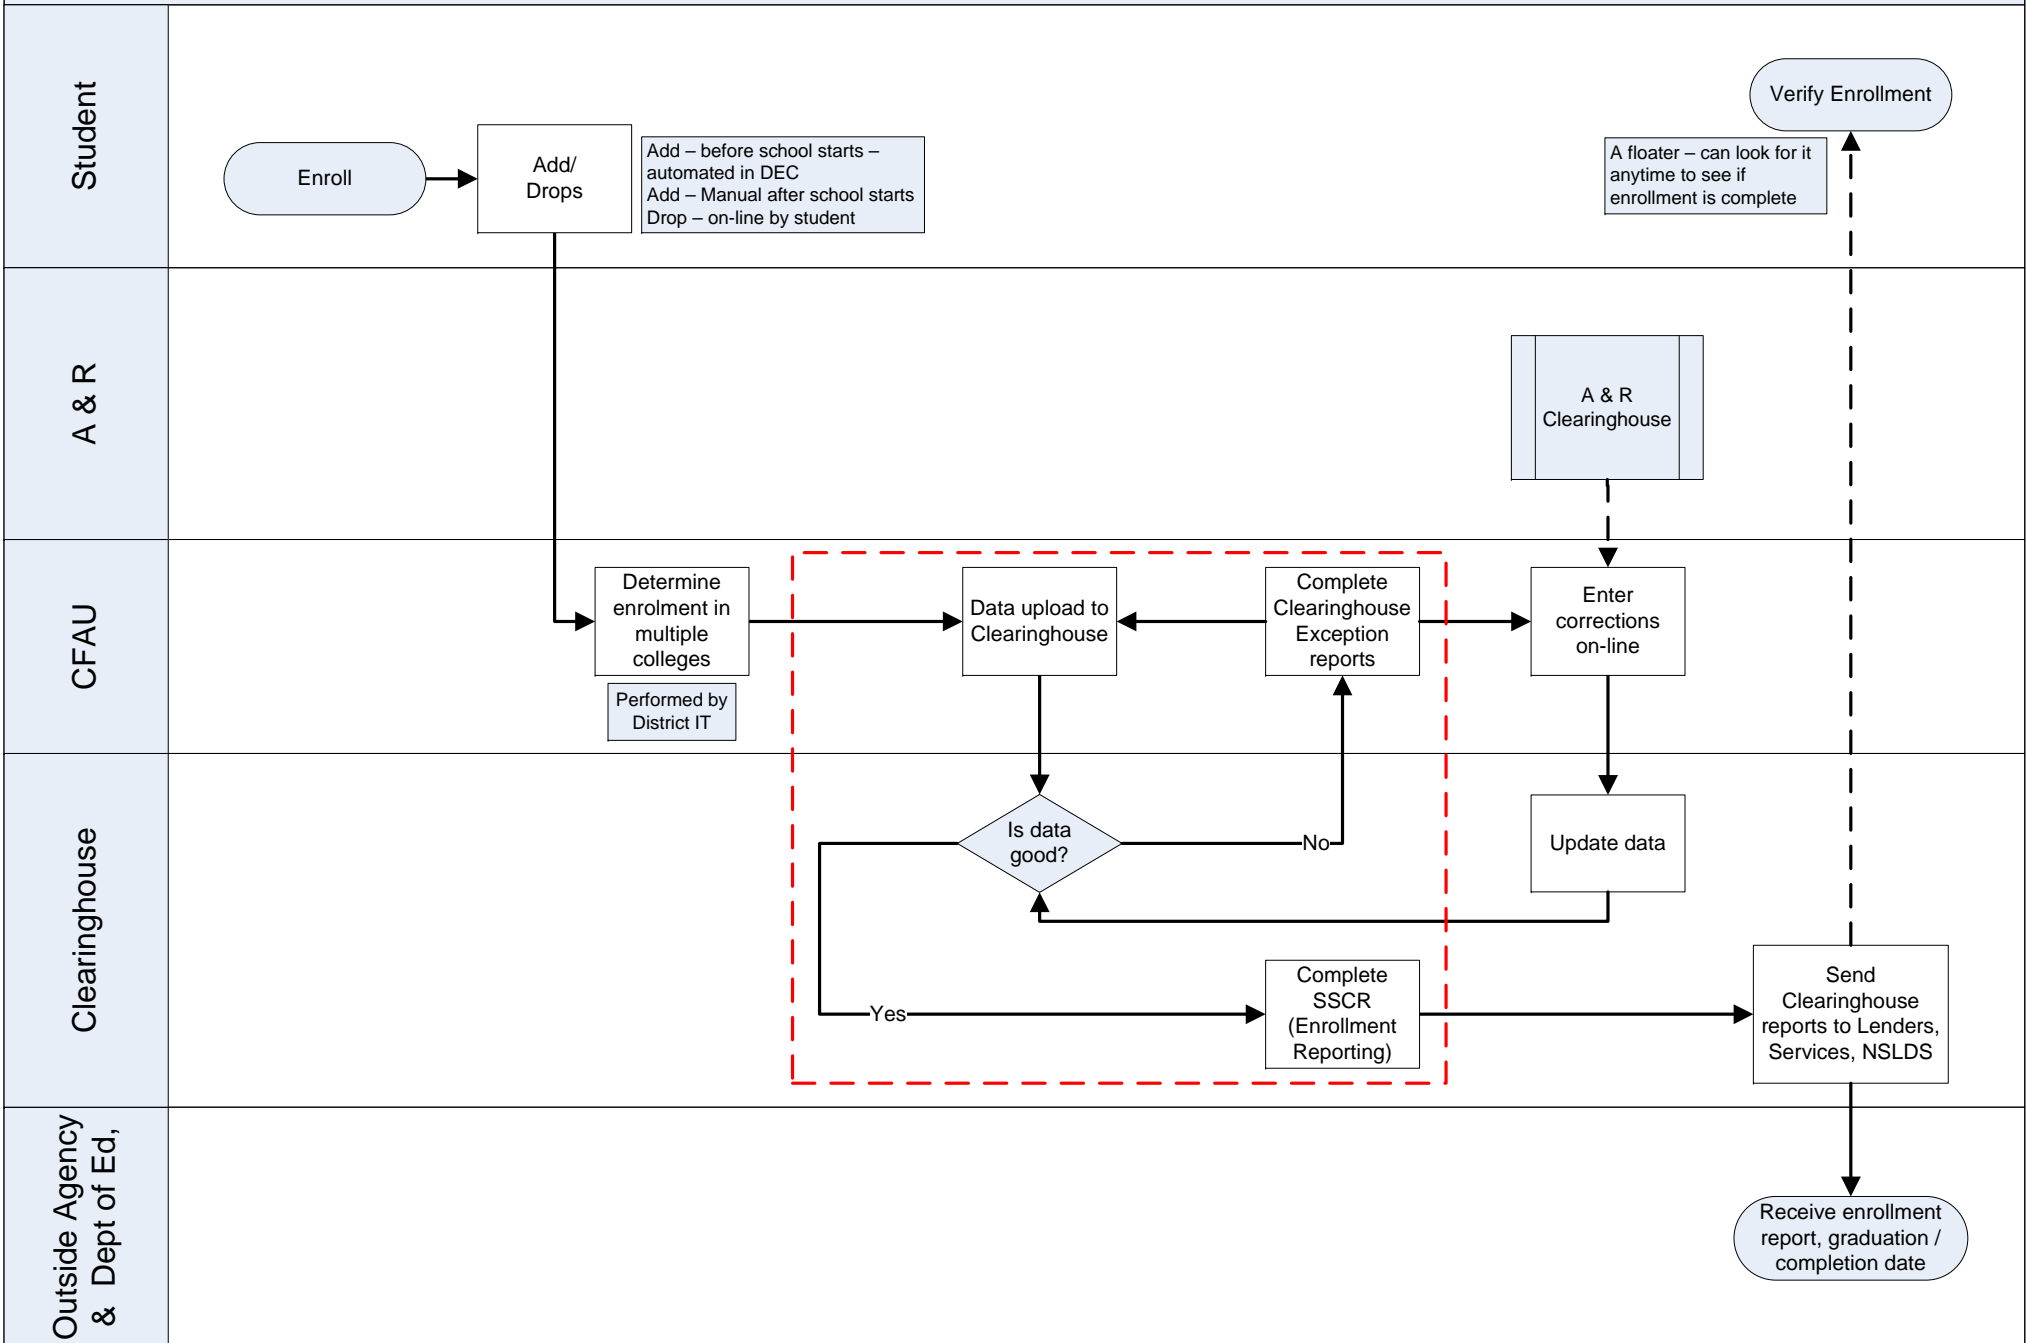 Student
Enroll
Add/
Drops
Add – before school starts –
automated in DEC
Add – Manual after school starts
Drop – on-line by student
Verify Enrollment
A floater – can look for it
anytime to see if
enrollment is complete
A & R
A & R
Clearinghouse
CFAU
Determine
enrolment in
multiple
colleges
Performed by
District IT
Data upload to
Clearinghouse
Complete
Clearinghouse
Exception
reports
Enter
corrections
on-line
Clearinghouse
Is data
good?
No
Yes
Update data
Complete
SSCR
(Enrollment
Reporting)
Send
Clearinghouse
reports to Lenders,
Services, NSLDS
Outside Agency
& Dept of Ed,
Receive enrollment
report, graduation /
completion date